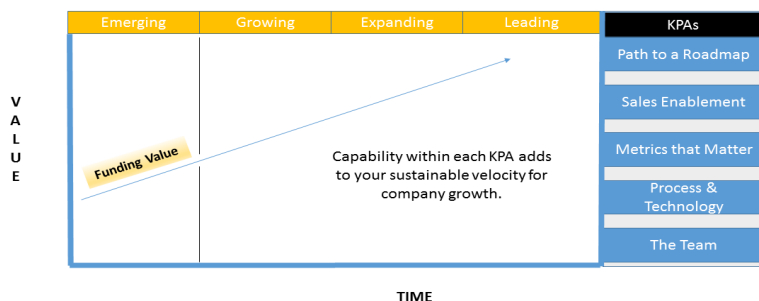 Emerging Growing Expanding Leading KPAs
Path to a Roadmap
Sales Enablement
Metrics that Matter
Process &
Technology
The Team
VALUE
Funding Value
Capability within each KPA adds
to your sustainable velocity for
company growth.
TIME